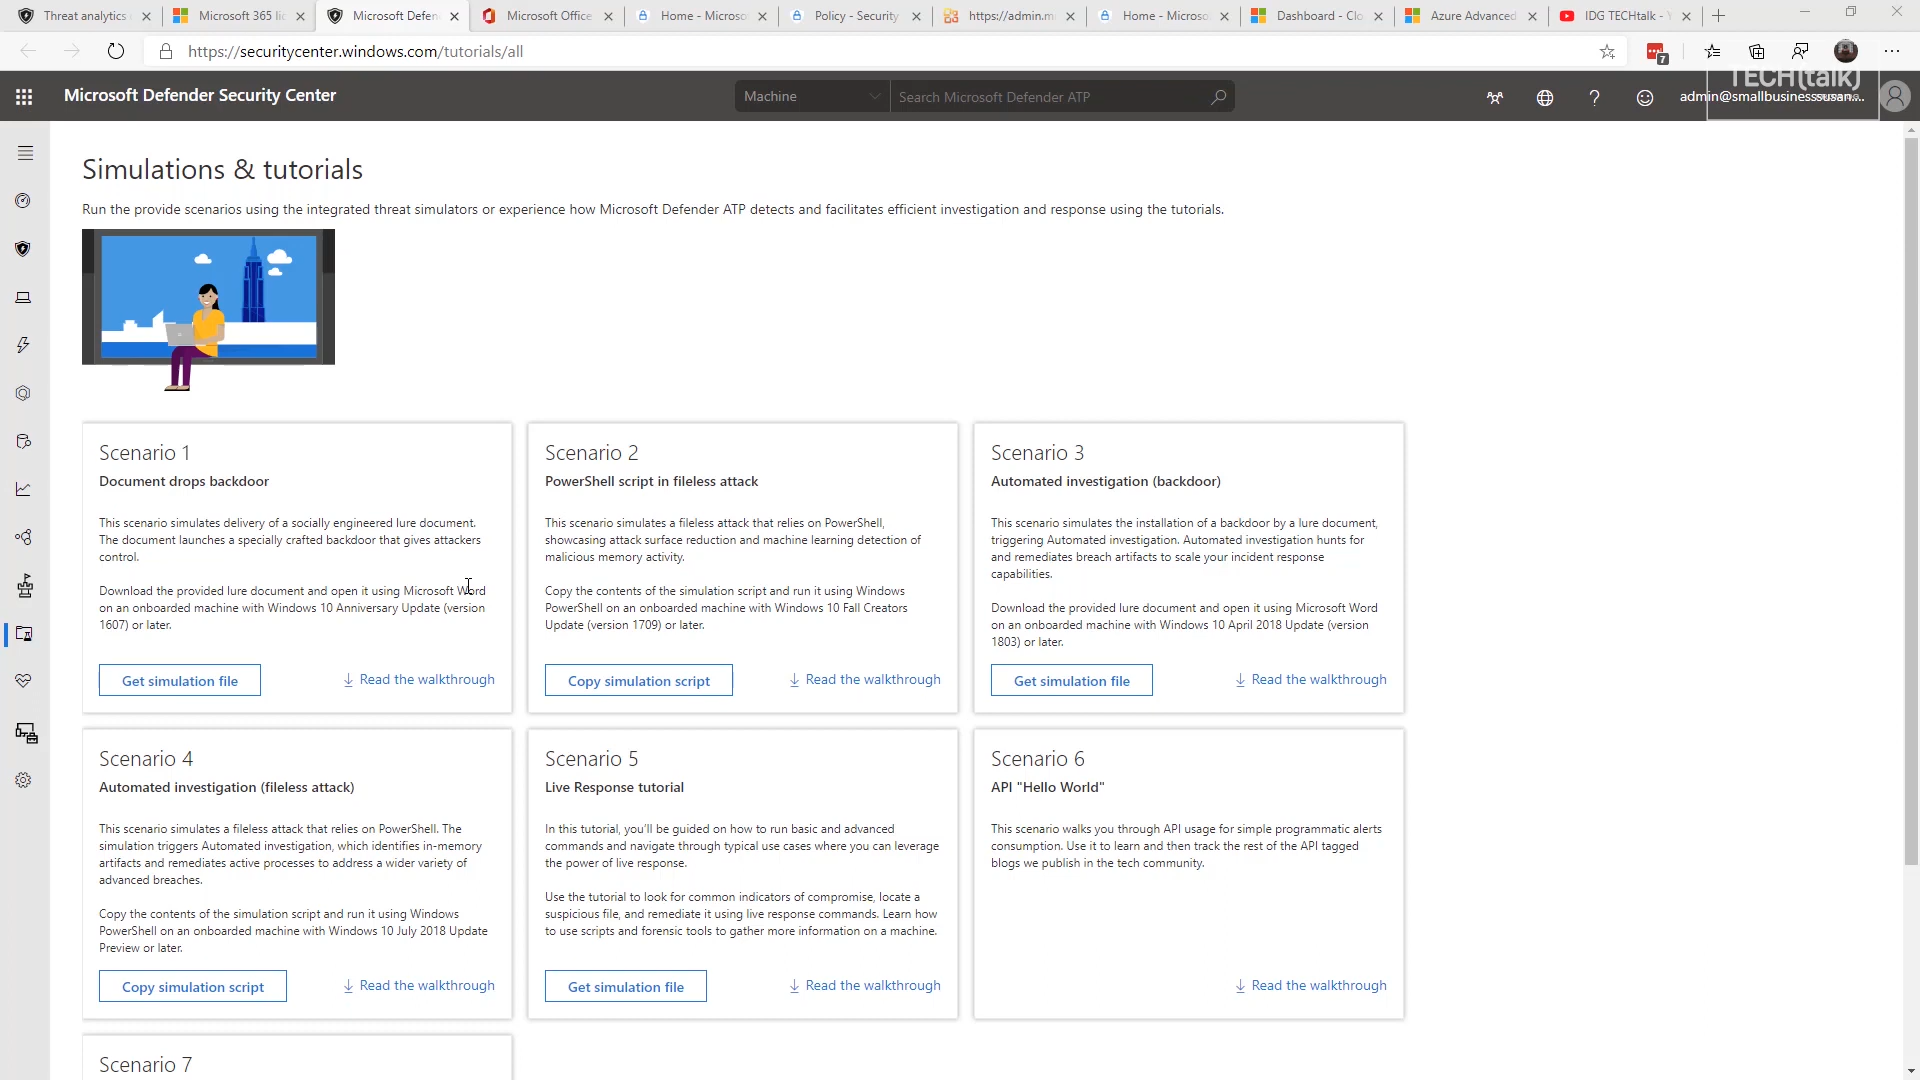 Threat analytics
Microsoft 365 lic
Microsoft Defen
Microsoft Office
Home - Microsc
Policy - Security
https://admin.m
Home - Microso
Dashboard - Clo
Azure Advanced
IDG TECHtalk - Y
https://securitycenter.windows.com/tutorials/all
7
Microsoft Defender Security Center
Machine
Search Microsoft Defender ATP
TECH(talk)
Simulations & tutorials
Run the provide scenarios using the integrated threat simulators or experience how Microsoft Defender ATP detects and facilitates efficient investigation and response using the tutorials.
Scenario 1
Document drops backdoor
This scenario simulates delivery of a socially engineered lure document.
The document launches a specially crafted backdoor that gives attackers
control.
Download the provided lure document and open it using Microsoft Word
on an onboarded machine with Windows 10 Anniversary Update (version
1607) or later.
Get simulation file
Read the walkthrough
Scenario 2
PowerShell script in fileless attack
This scenario simulates a fileless attack that relies on PowerShell,
showcasing attack surface reduction and machine learning detection of
malicious memory activity.
Copy the contents of the simulation script and run it using Windows
PowerShell on an onboarded machine with Windows 10 Fall Creators
Update (version 1709) or later.
Copy simulation script
Read the walkthrough
Scenario 3
Automated investigation (backdoor)
This scenario simulates the installation of a backdoor by a lure document,
triggering Automated investigation. Automated investigation hunts for
and remediates breach artifacts to scale your incident response
capabilities.
Download the provided lure document and open it using Microsoft Word
on an onboarded machine with Windows 10 April 2018 Update (version
1803) or later.
Get simulation file
Read the walkthrough
Scenario 4
Automated investigation (fileless attack)
This scenario simulates a fileless attack that relies on PowerShell. The
simulation triggers Automated investigation, which identifies in-memory
artifacts and remediates active processes to address a wider variety of
advanced breaches.
Copy the contents of the simulation script and run it using Windows
PowerShell on an onboarded machine with Windows 10 July 2018 Update
Preview or later.
Copy simulation script
Read the walkthrough
Scenario 5
Live Response tutorial
In this tutorial, you'll be guided on how to run basic and advanced
commands and navigate through typical use cases where you can leverage
the power of live response.
Use the tutorial to look for common indicators of compromise, locate a
suspicious file, and remediate it using live response commands. Learn how
to use scripts and forensic tools to gather more information on a machine.
Get simulation file
Read the walkthrough
Scenario 6
API "Hello World"
This scenario walks you through API usage for simple programmatic alerts
consumption. Use it to learn and then track the rest of the API tagged
blogs we publish in the tech community.
Read the walkthrough
Scenario 7